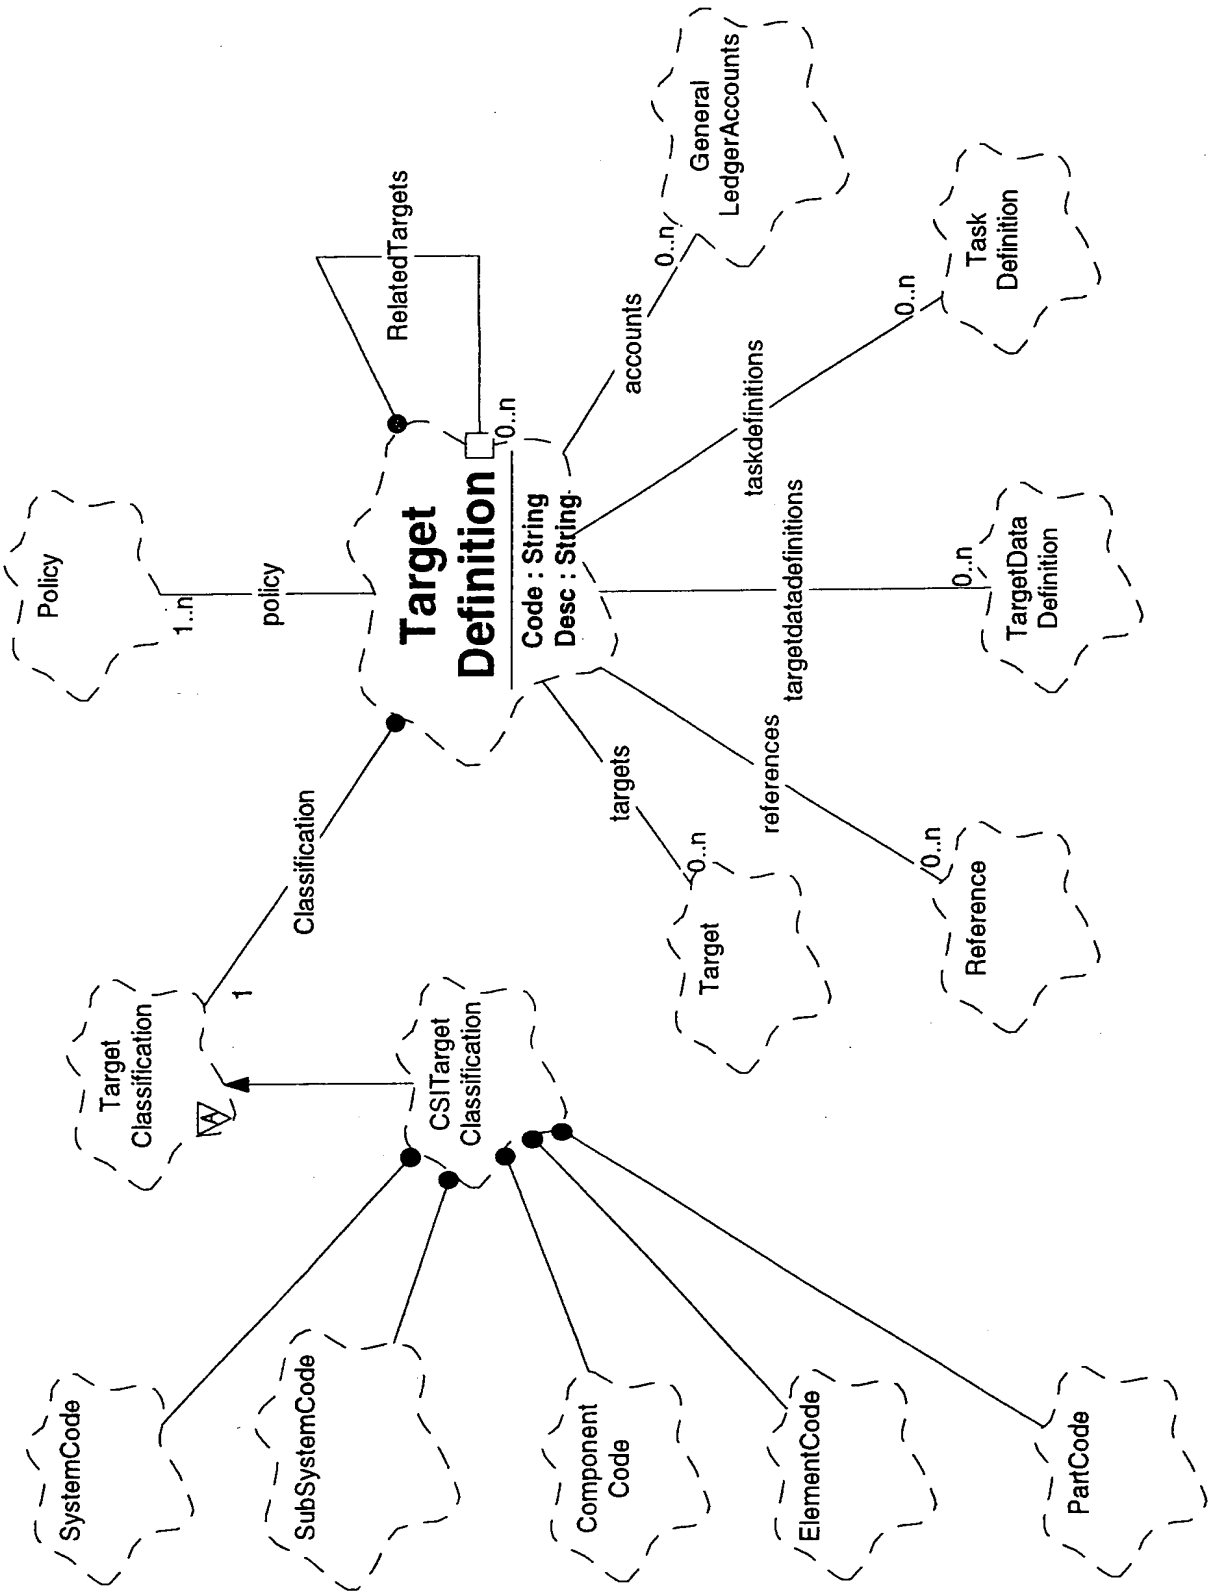 SystemCode
SubSystemCode
Component
Code
ElementCode
PartCode
Target
Classification
A
1
CSITarget
Classification
Classification
Target
0..n
targets
Reference
0..n
references
Policy
1..n
policy
Target
Definition
Code : String
Desc : String
0..n
RelatedTargets
TargetData
Definition
0..n
targetdatadefinitions
Task
Definition
0..n
taskdefinitions
General
LedgerAccounts
0..n
accounts